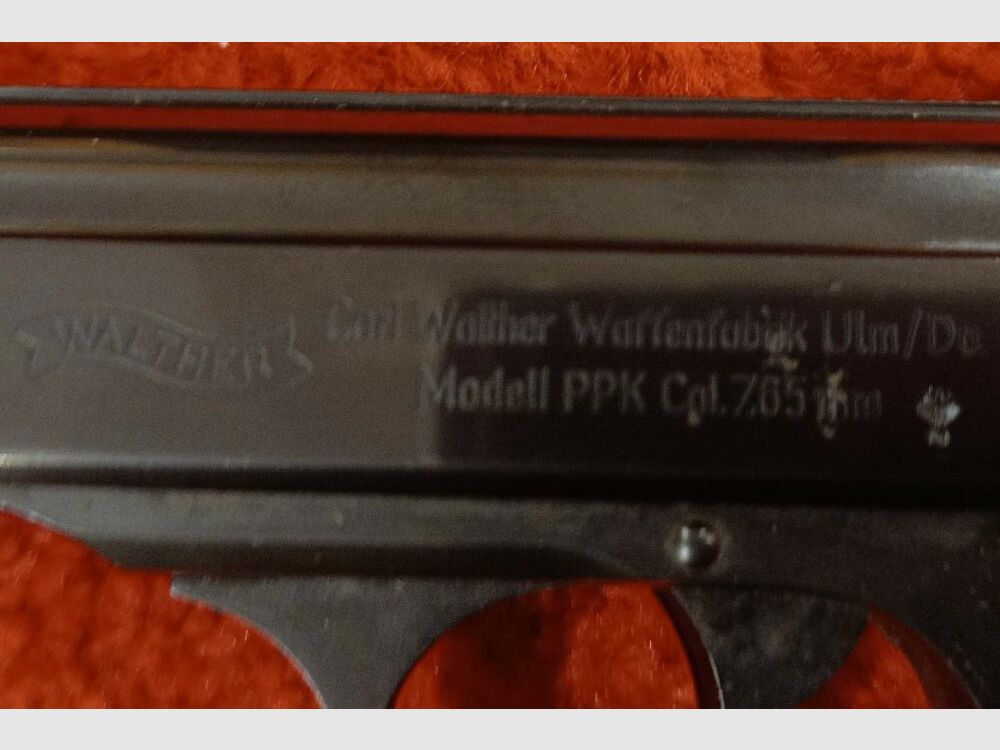 WALTHER
Carl Walther Waffenfabrik Ulm/Do
Modell PPK Cal. 7.65 mm